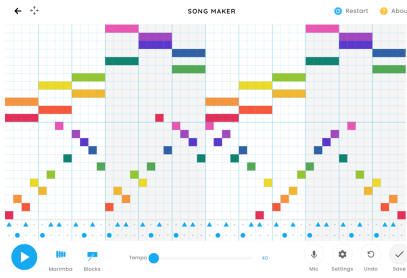 SONG MAKER
Restart
? Abou
Tempo
40
Marimba
Blocks
Mic
Settings
Undo
Save